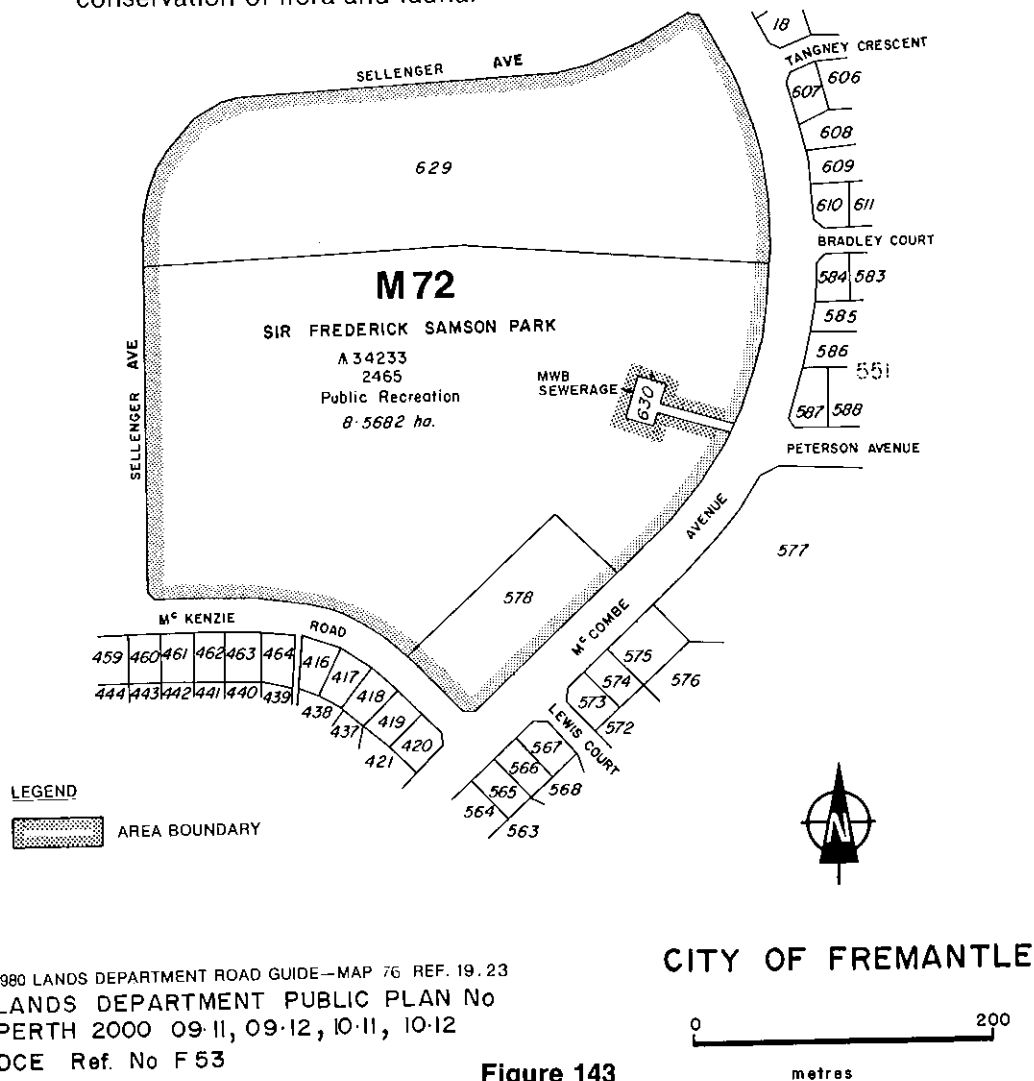 conservation of flora and fauna.
18
TANGNEY CRESCENT
SELLENGER AVE
607 606
608
609
629
610 611
BRADLEY COURT
M 72
584 583
SIR FREDERICK SAMSON PARK
585
A 34233
2465
Public Recreation
8·5682 ha.
MWB
SEWERAGE
630
586
551
587 588
SELLENGER AVE
PETERSON AVENUE
AVENUE
577
578
Mc COMBE
Mc KENZIE
ROAD
459 460 461 462 463 464
416
417
418
419
420
444 443 442 441 440 439
438
437
421
575
574
573
576
572
LEWIS COURT
567
566
565
564
568
563
LEGEND
AREA BOUNDARY
N
CITY OF FREMANTLE
980 LANDS DEPARTMENT ROAD GUIDE—MAP 76 REF. 19.23
LANDS DEPARTMENT PUBLIC PLAN No
PERTH 2000 09·11, 09·12, 10·11, 10·12
DCE Ref. No F 53
0 200
metres
Figure 143